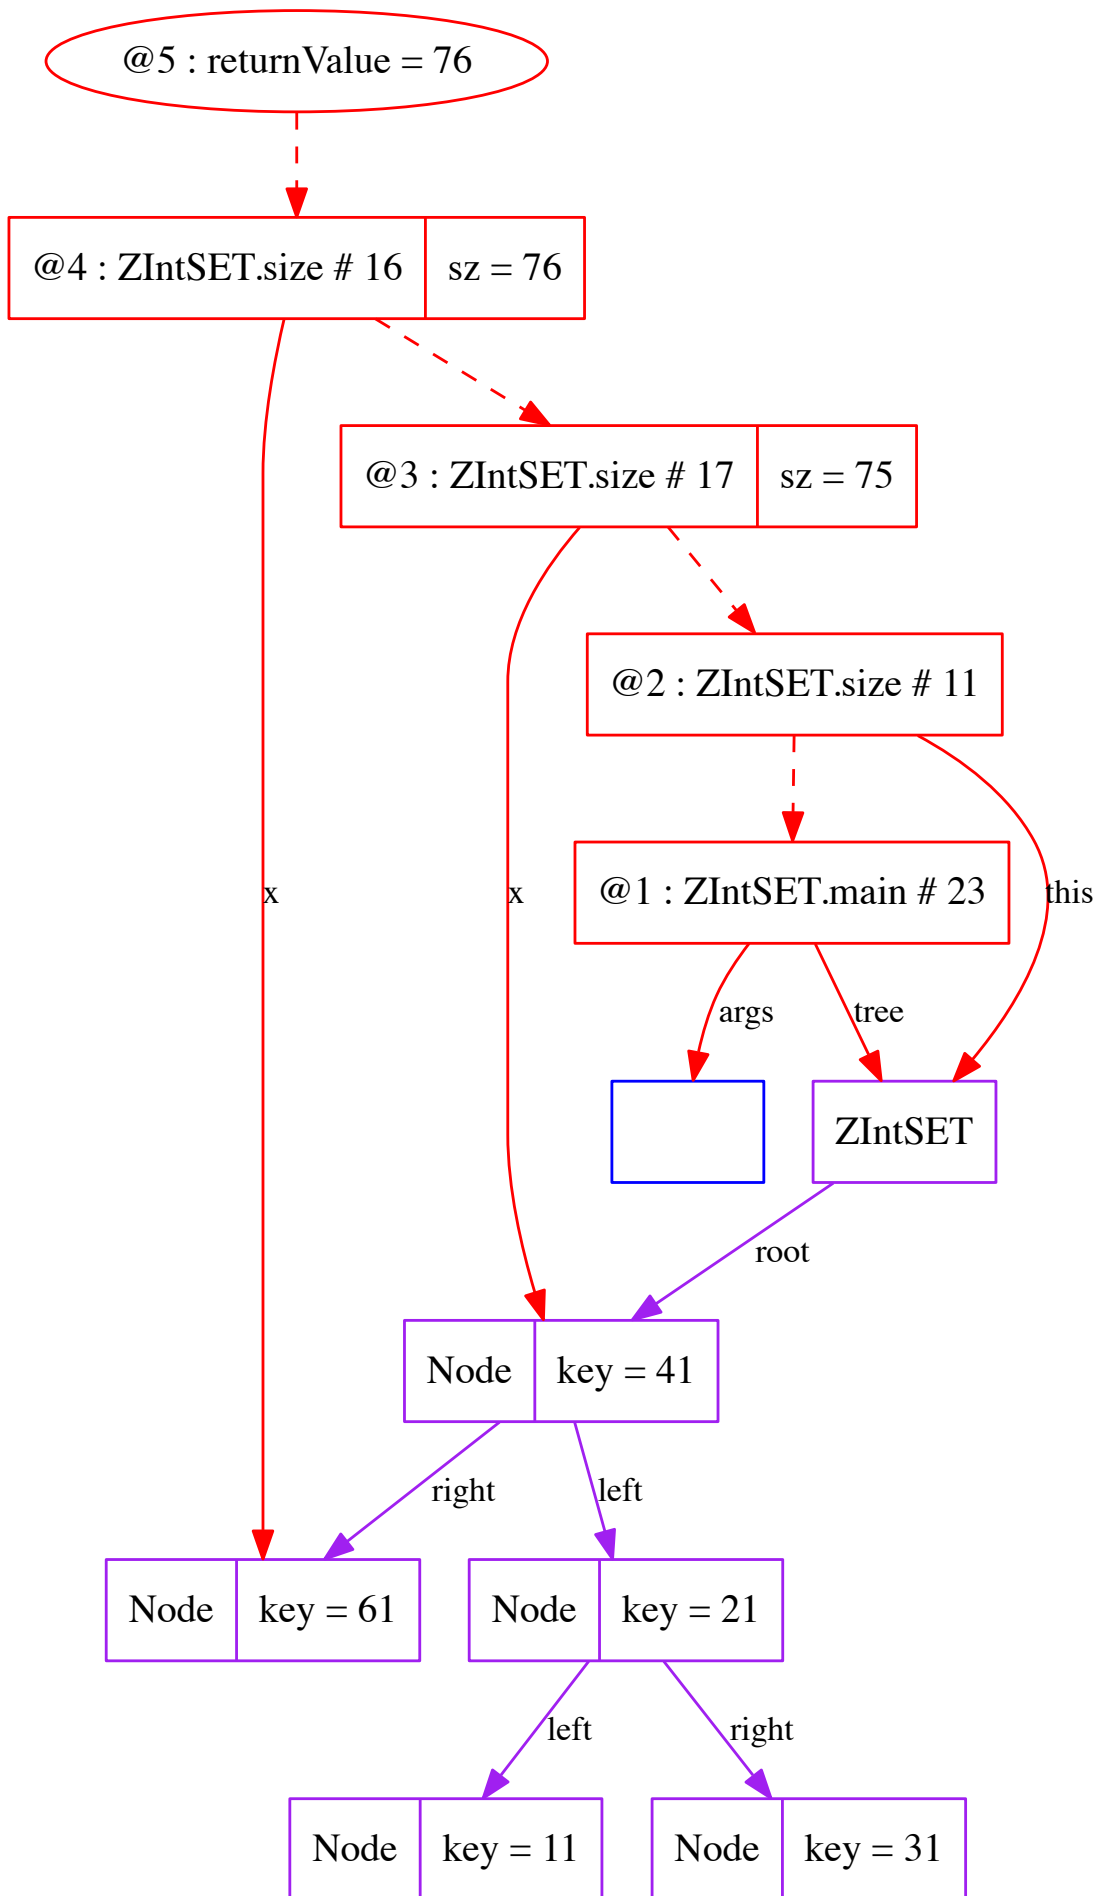 @5 : returnValue = 76
@4 : ZIntSET.size # 16
sz = 76
@3 : ZIntSET.size # 17
sz = 75
@2 : ZIntSET.size # 11
@1 : ZIntSET.main # 23
x
x
this
args
tree
ZIntSET
root
Node
key = 41
right
left
Node
key = 61
Node
key = 21
left
right
Node
key = 11
Node
key = 31